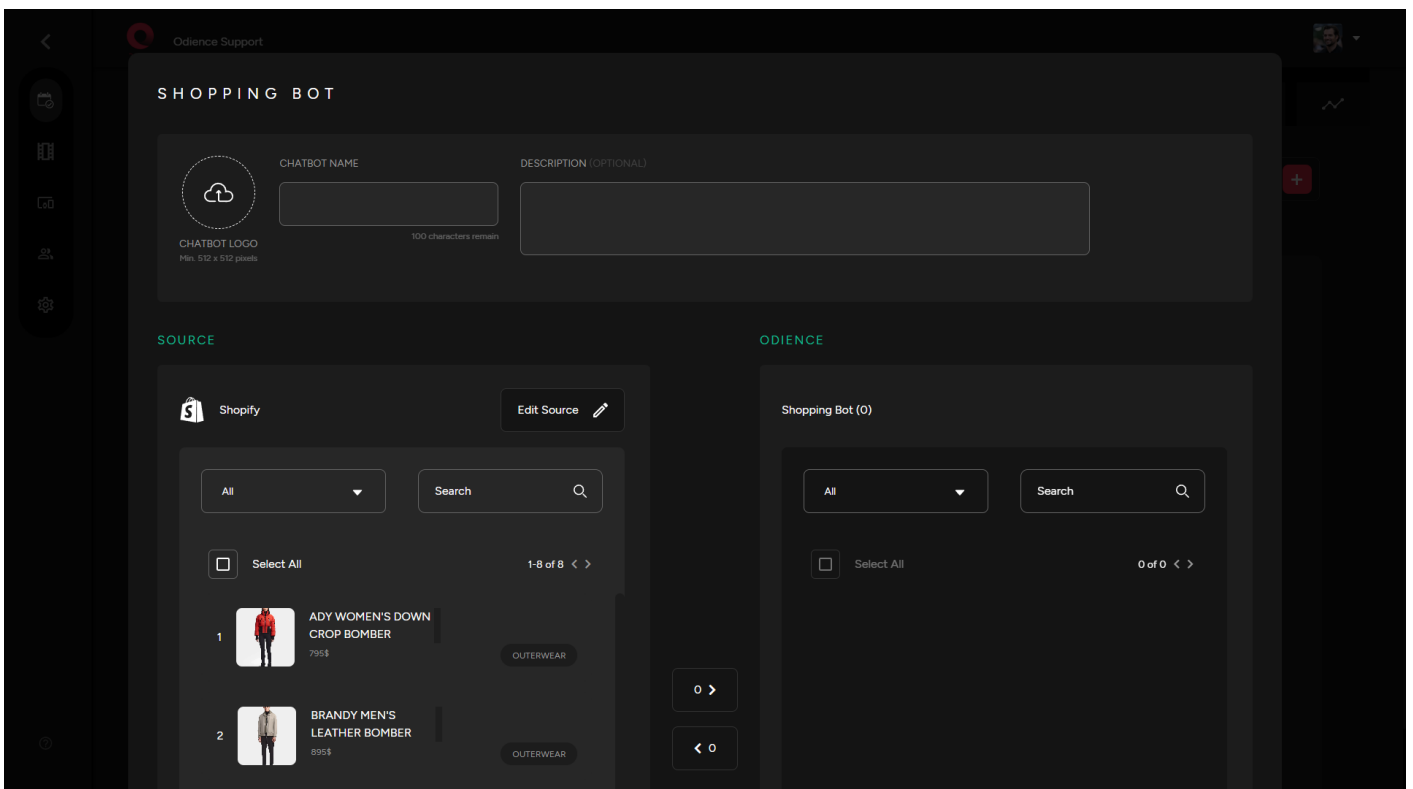 Odience Support
SHOPPING BOT
CHATBOT NAME
DESCRIPTION (OPTIONAL)
100 characters remain
CHATBOT LOGO
Min. 512 x 512 pixels
SOURCE
ODIENCE
Shopify
Edit Source
Shopping Bot (0)
All
Search
All
Search
Select All
1-8 of 8
Select All
0 of 0
1
ADY WOMEN'S DOWN
CROP BOMBER
795$
OUTERWEAR
0 >
2
BRANDY MEN'S
LEATHER BOMBER
895$
OUTERWEAR
< 0